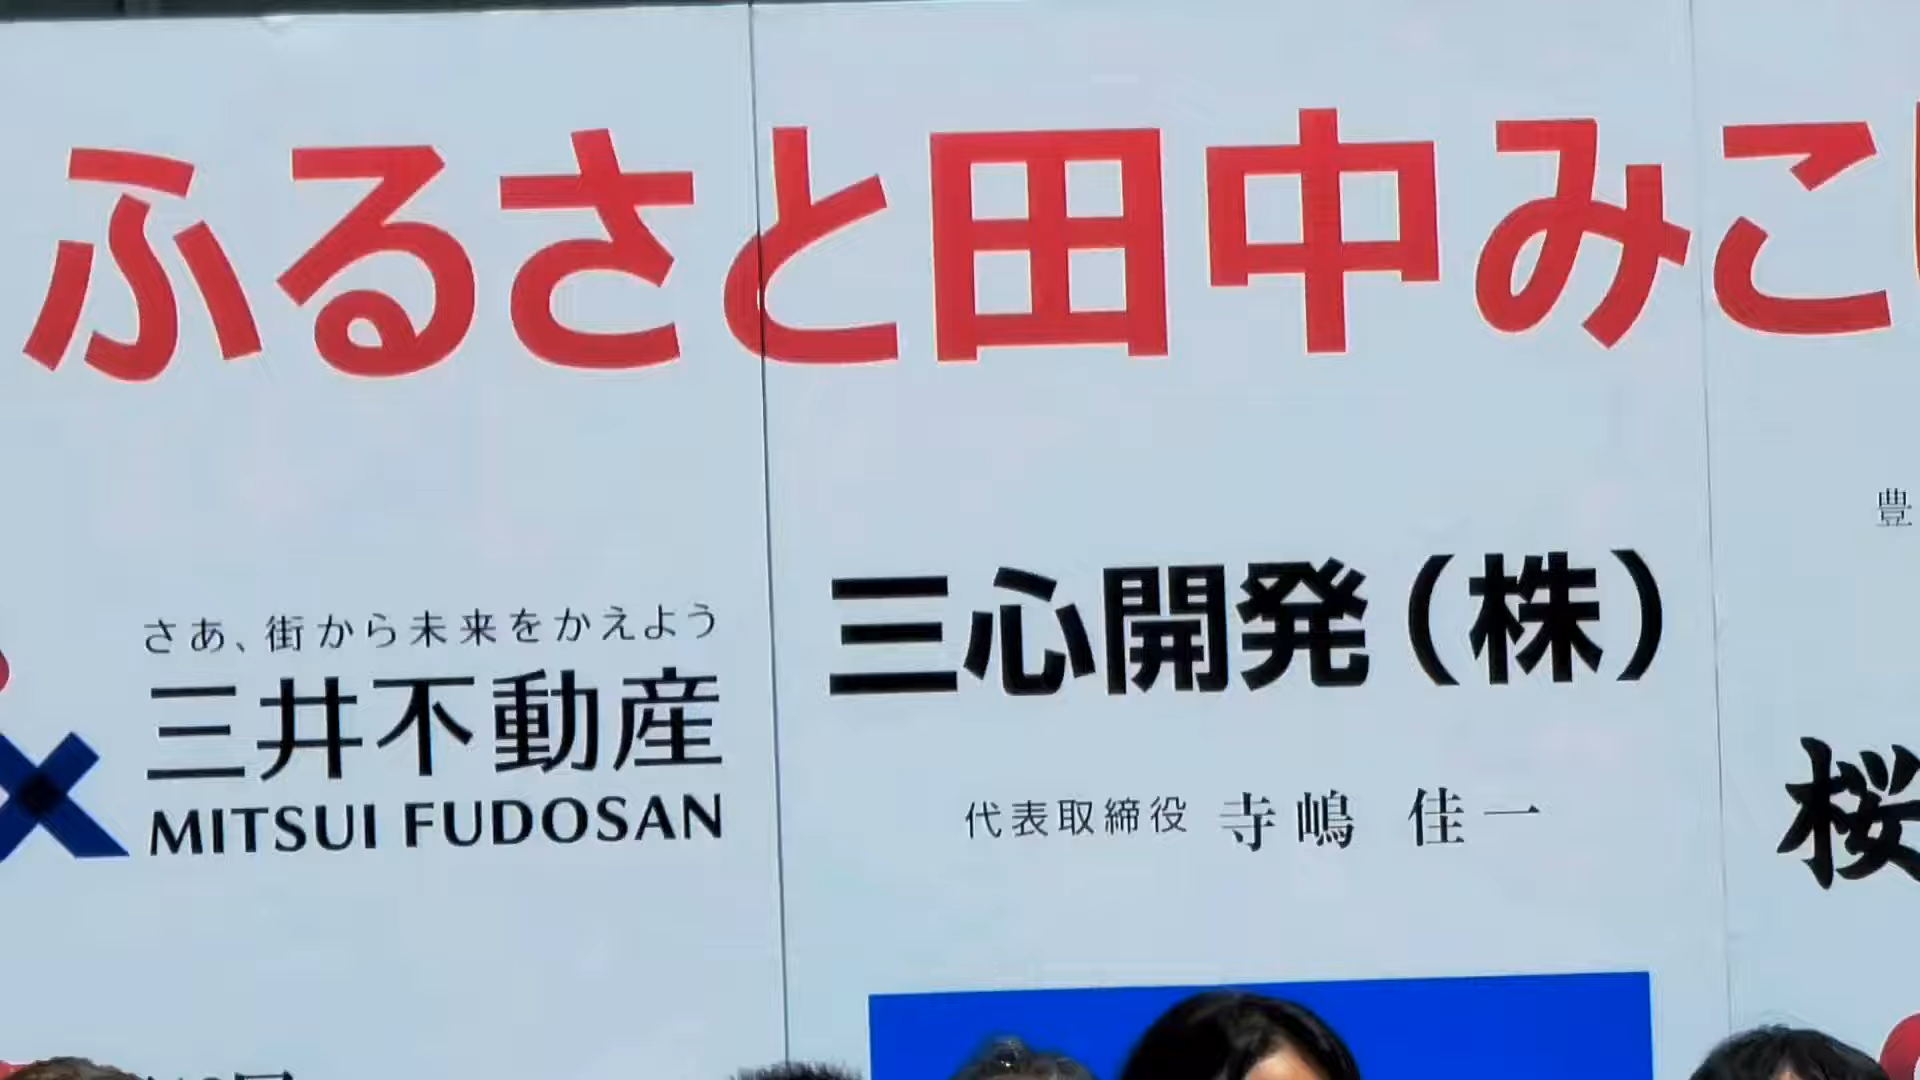 ふるさと田中みこ
豊
さあ、街から未来をかえよう
三井不動産
MITSUI FUDOSAN
三心開発（株）
代表取締役 寺嶋 佳一
桜